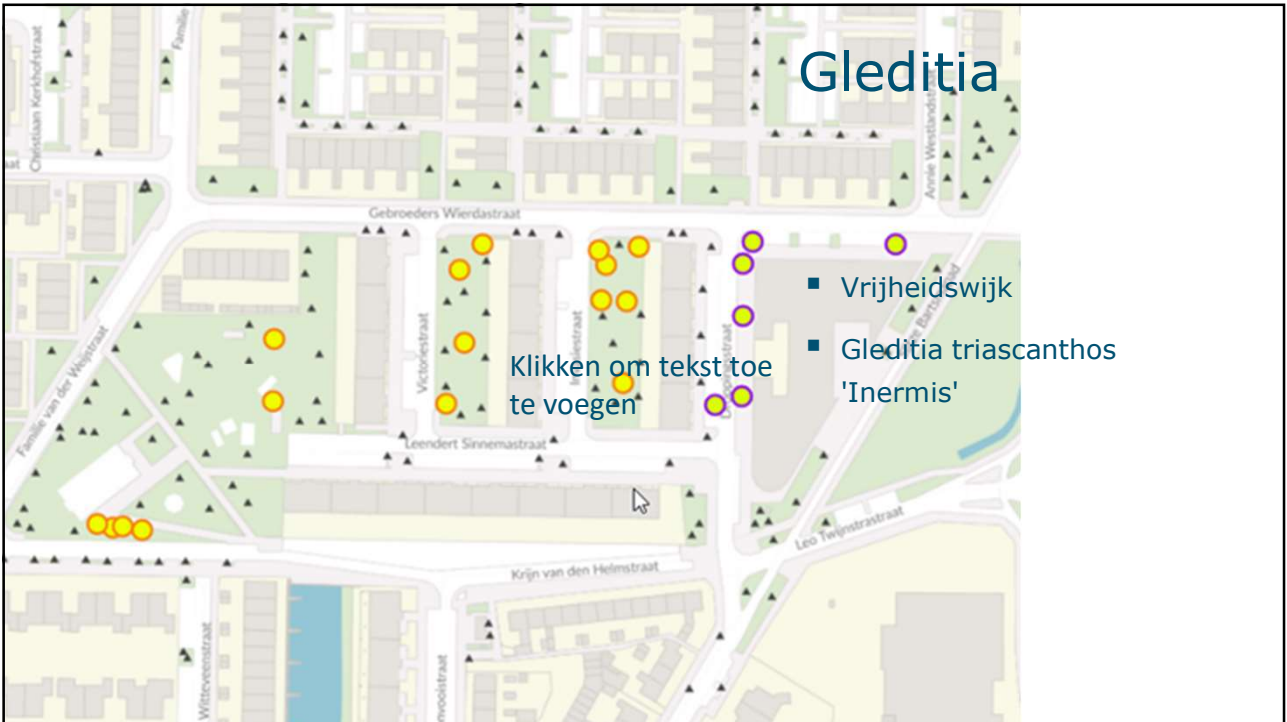 Gleditia
Vrijheidswijk
Gleditia triascanthos
'Inermis'
Klikken om tekst toe
te voegen
Christiaan Kerkhofstraat
Familie
aat
Annie Westlandstraat
Gebroeders Wierdastraat
Familie van der Weijstraat
Victoriestraat
Leendert Sinnemastraat
Leo Twijnstrastraat
Krijn van den Helmstraat
Witteveenstraat